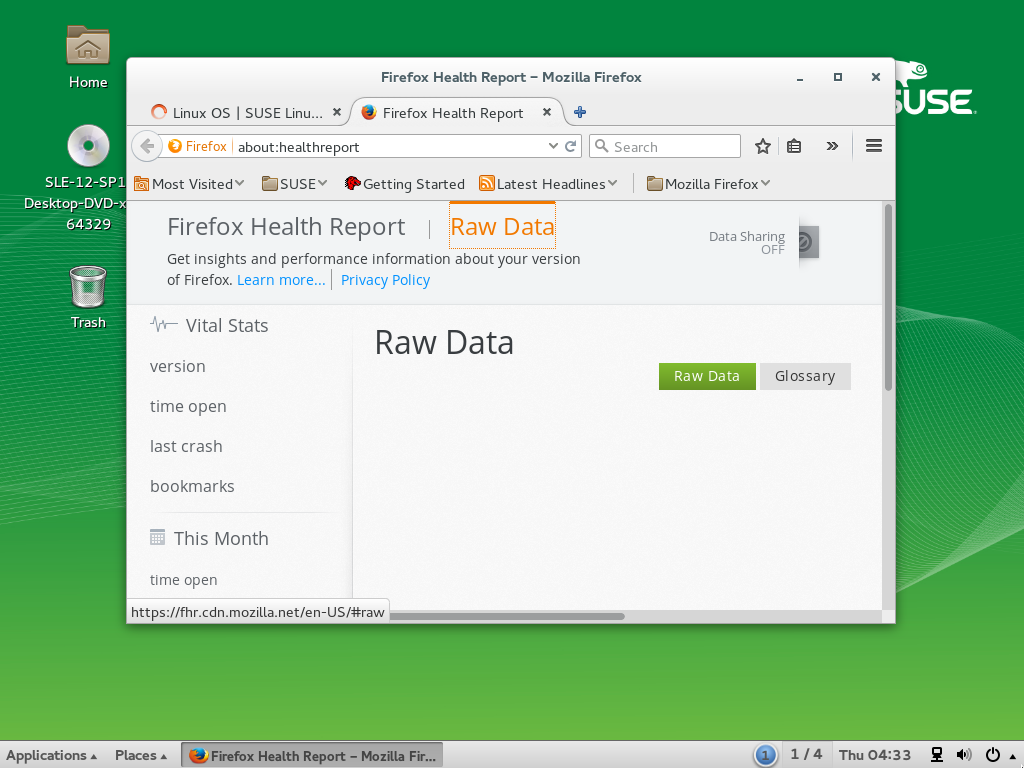 Home
SLE-12-SP1
Desktop-DVD-x
64329
Trash
SUSE
Firefox Health Report – Mozilla Firefox
Linux OS | SUSE Linu...
Firefox Health Report
Firefox
about:healthreport
Search
Most Visited
SUSE
Getting Started
Latest Headlines
Mozilla Firefox
Firefox Health Report
Raw Data
Data Sharing
OFF
Get insights and performance information about your version
of Firefox. Learn more... Privacy Policy
Vital Stats
version
time open
last crash
bookmarks
This Month
time open
Raw Data
Raw Data
Glossary
https://fhr.cdn.mozilla.net/en-US/#raw
Applications
Places
Firefox Health Report – Mozilla Fir...
1
1 / 4
Thu 04:33